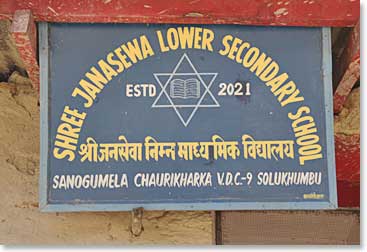 SHREE JANASEWA LOWER SECONDARY SCHOOL
ESTD 2021
श्री जनसेवा निम्न माध्यमिक विद्यालय
SANOGUMELA CHAURIKHARKA V.D.C-9 SOLUKHUMBU